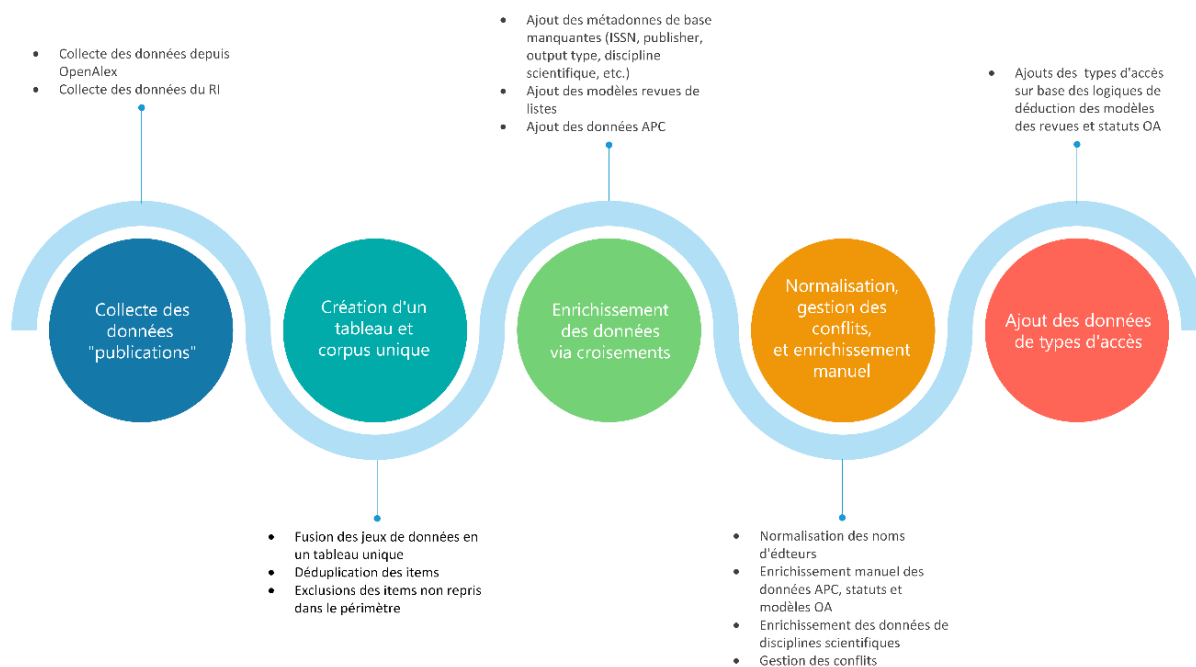 • Collecte des données depuis
OpenAlex
• Collecte des données du RI
Collecte des
données
"publications"
Création d'un
tableau et
corpus unique
• Fusion des jeux de données en
un tableau unique
• Déduplication des items
• Exclusions des items non repris
dans le périmètre
• Ajout des métadonnes de base
manquantes (ISSN, publisher,
output type, discipline
scientifique, etc.)
• Ajout des modèles revues de
listes
• Ajout des données APC
Enrichissement
des données
via croisements
Normalisation,
gestion des
conflits,
et enrichissement
manuel
• Normalisation des noms
d'édteurs
• Enrichissement manuel des
données APC, statuts et
modèles OA
• Enrichissement des données de
disciplines scientifiques
• Gestion des conflits
• Ajouts des types d'accès
sur base des logiques de
déduction des modèles
des revues et statuts OA
Ajout des données
de types d'accès